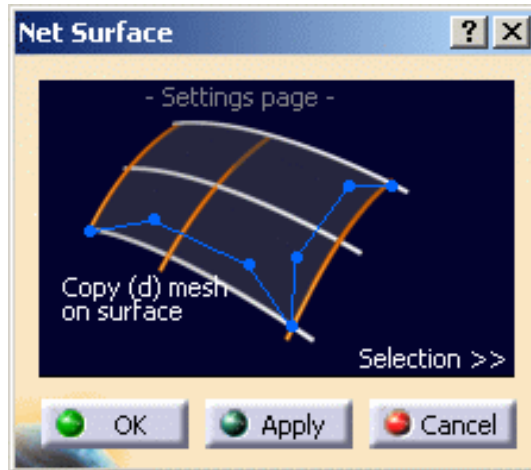 Net Surface
- Settings page -
Copy (d) mesh
on surface
Selection >>
OK
Apply
Cancel